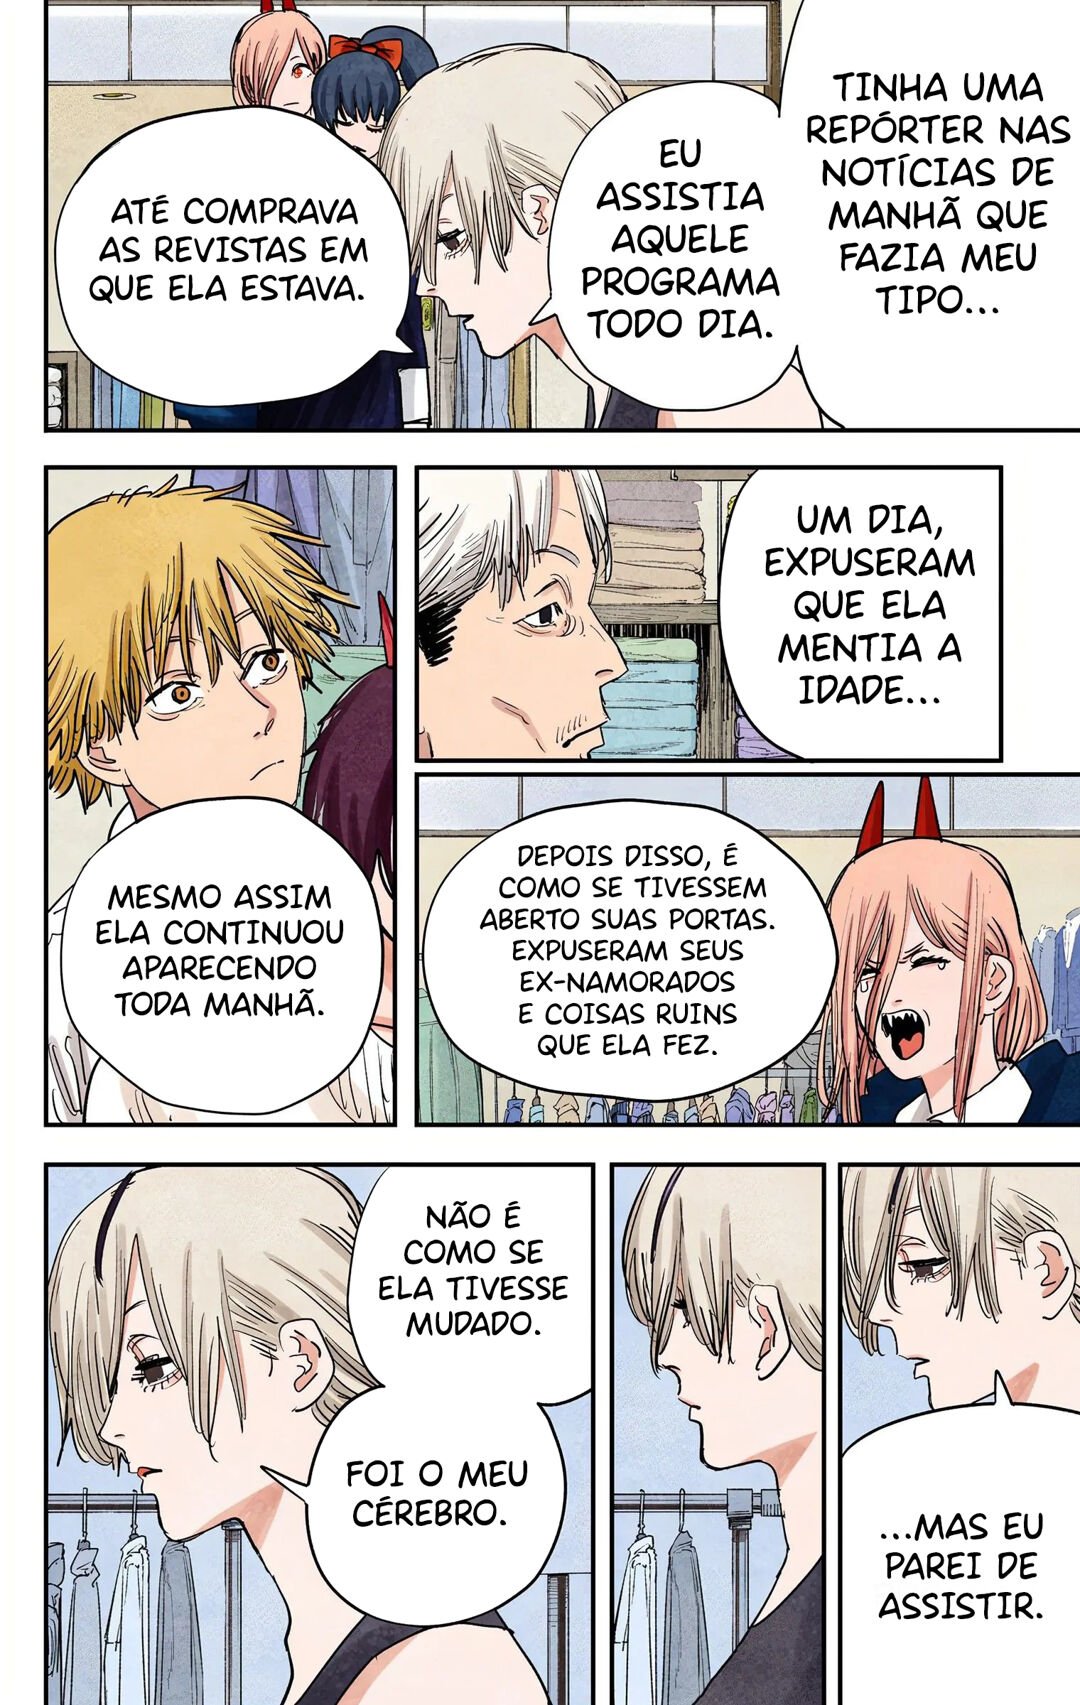 TINHA UMA
REPÓRTER NAS
NOTÍCIAS DE
MANHÃ QUE
FAZIA MEU
TIPO...
EU
ASSISTIA
AQUELE
PROGRAMA
TODO DIA.
ATÉ COMPRAVA
AS REVISTAS EM
QUE ELA ESTAVA.
UM DIA,
EXPUSERAM
QUE ELA
MENTIA A
IDADE...
MESMO ASSIM
ELA CONTINUOU
APARECENDO
TODA MANHÃ.
DEPOIS DISSO, É
COMO SE TIVESSEM
ABERTO SUAS PORTAS.
EXPUSERAM SEUS
EX-NAMORADOS
E COISAS RUINS
QUE ELA FEZ.
...MAS EU
PAREI DE
ASSISTIR.
NÃO É
COMO SE
ELA TIVESSE
MUDADO.
FOI O MEU
CÉREBRO.